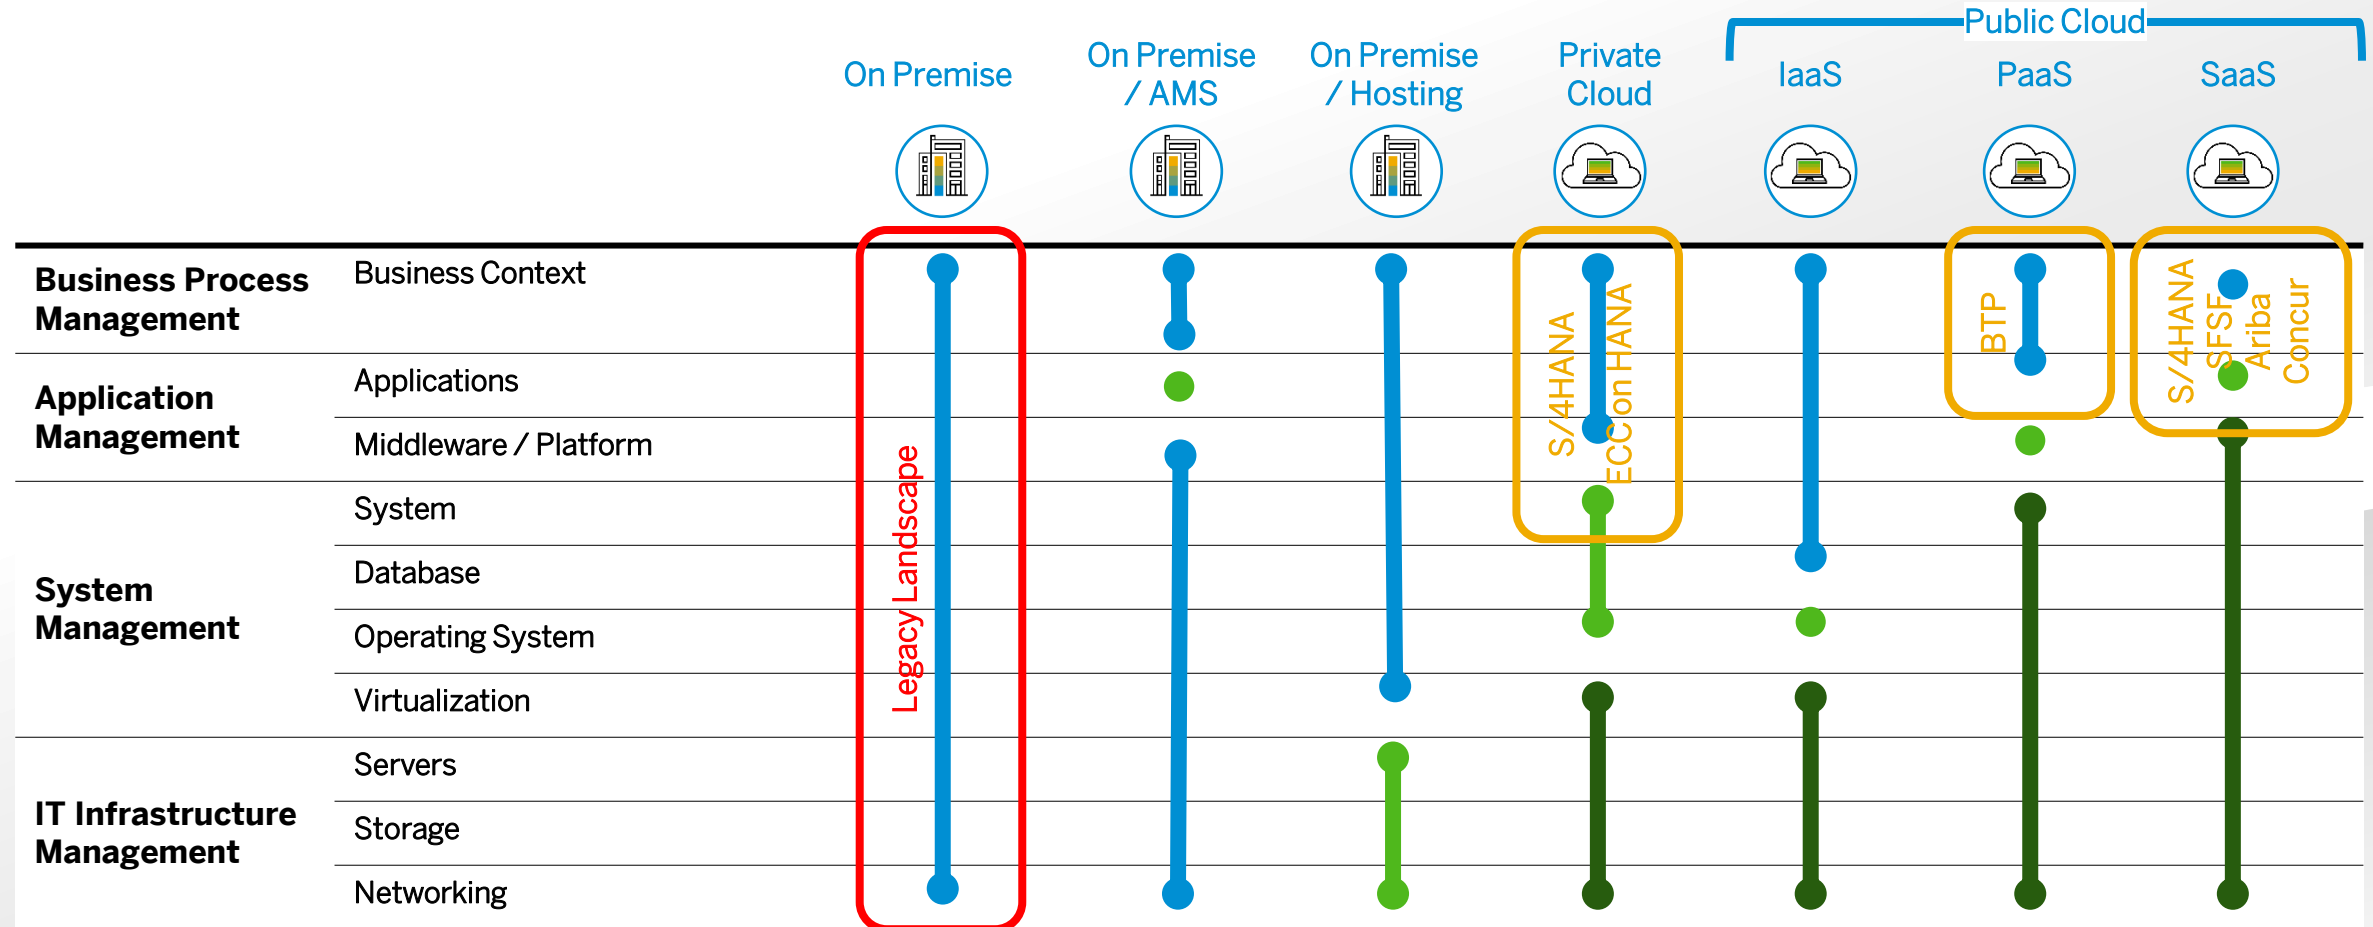 Public Cloud
On Premise
On Premise
/ AMS
On Premise
/ Hosting
Private
Cloud
IaaS
PaaS
SaaS
Business Process
Management
Business Context
Application
Management
Applications
Middleware / Platform
System
Management
System
Database
Operating System
Virtualization
IT Infrastructure
Management
Servers
Storage
Networking
Legacy Landscape
S/4HANA
ECC on HANA
BTP
S/4HANA
SFSF
Ariba
Concur